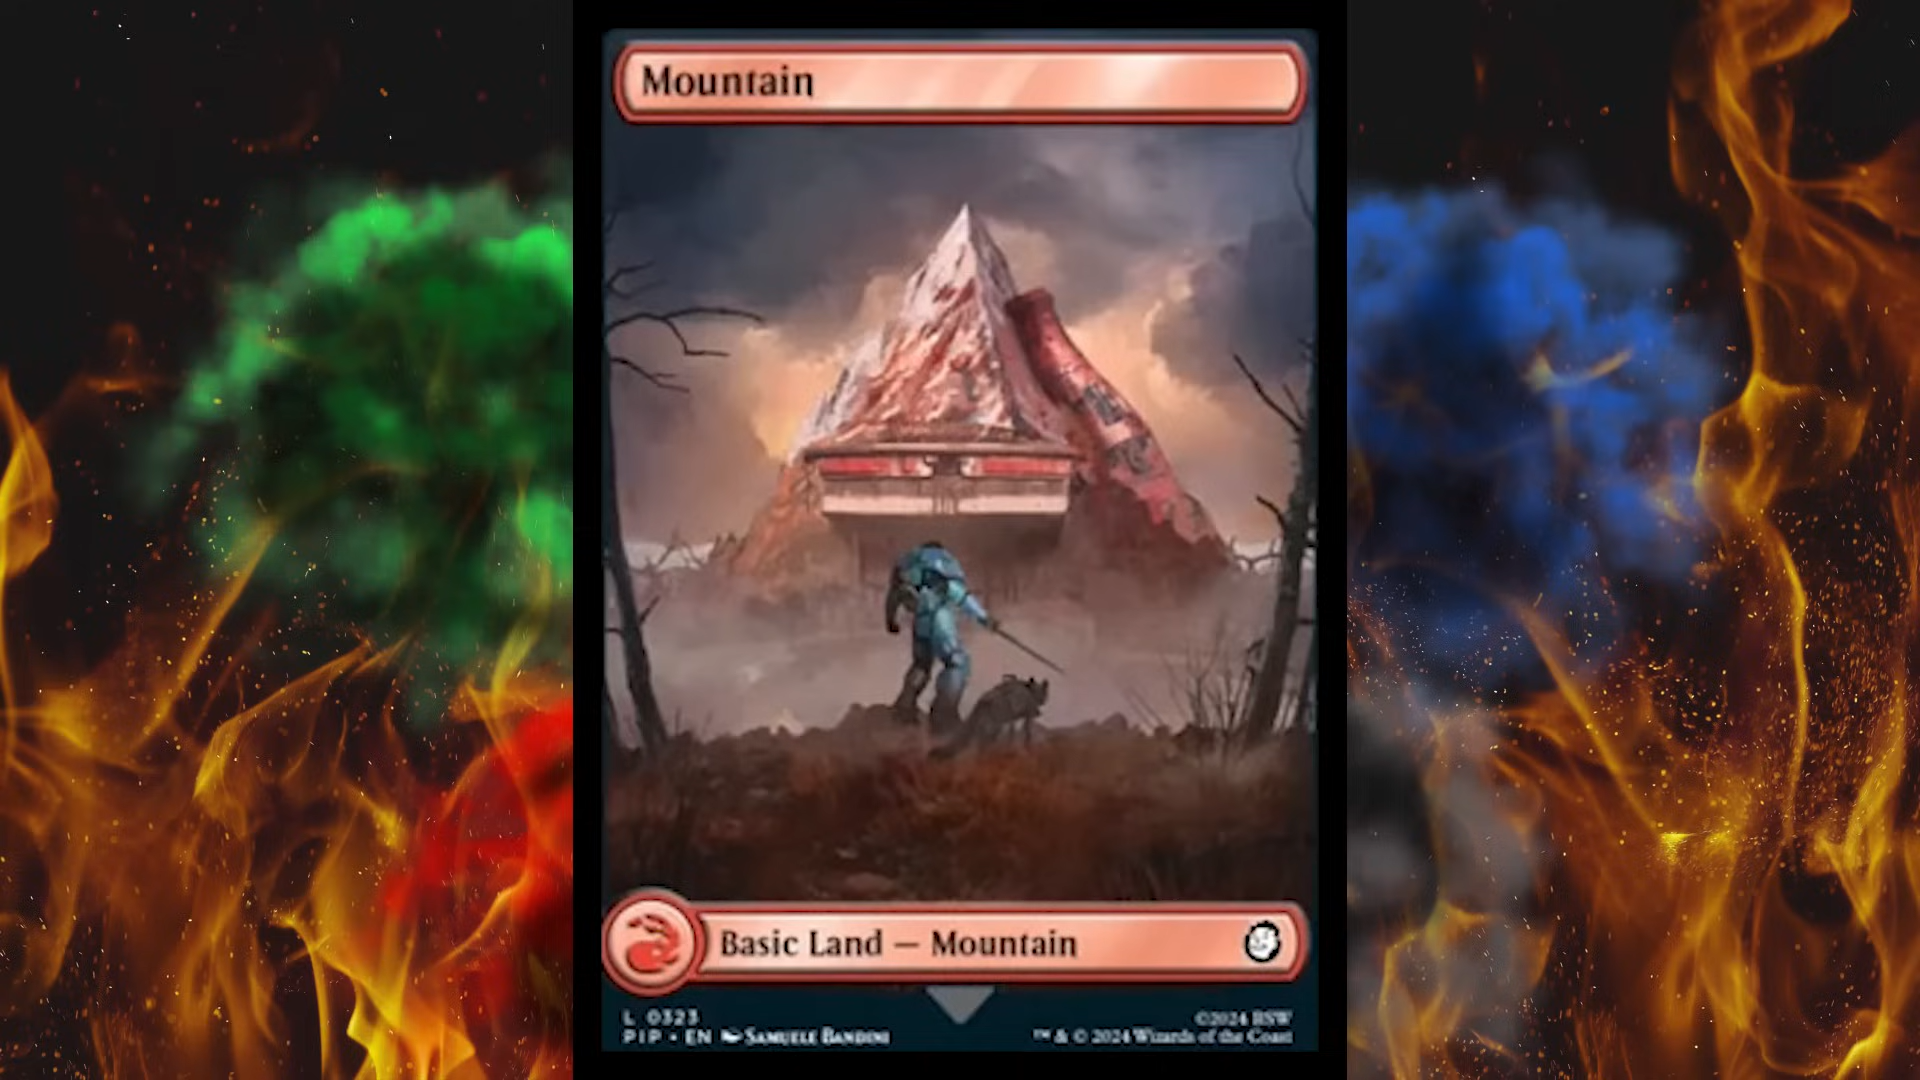 Mountain
Basic Land — Mountain
L 0323
PIP • EN SAMUELE BANDINI
©2024 BSW
™ & © 2024 Wizards of the Coast